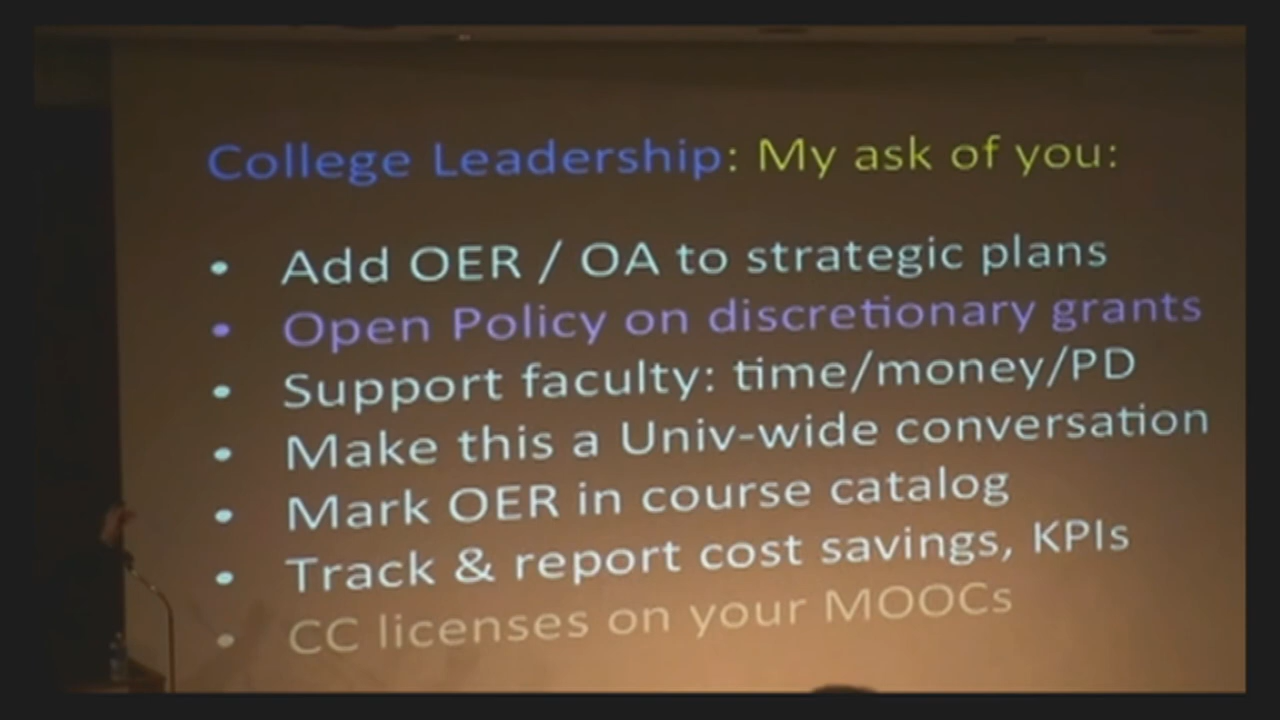 College Leadership: My ask of you:
• Add OER / OA to strategic plans
• Open Policy on discretionary grants
• Support faculty: time/money/PD
• Make this a Univ-wide conversation
• Mark OER in course catalog
• Track & report cost savings, KPIs
• CC licenses on your MOOCs